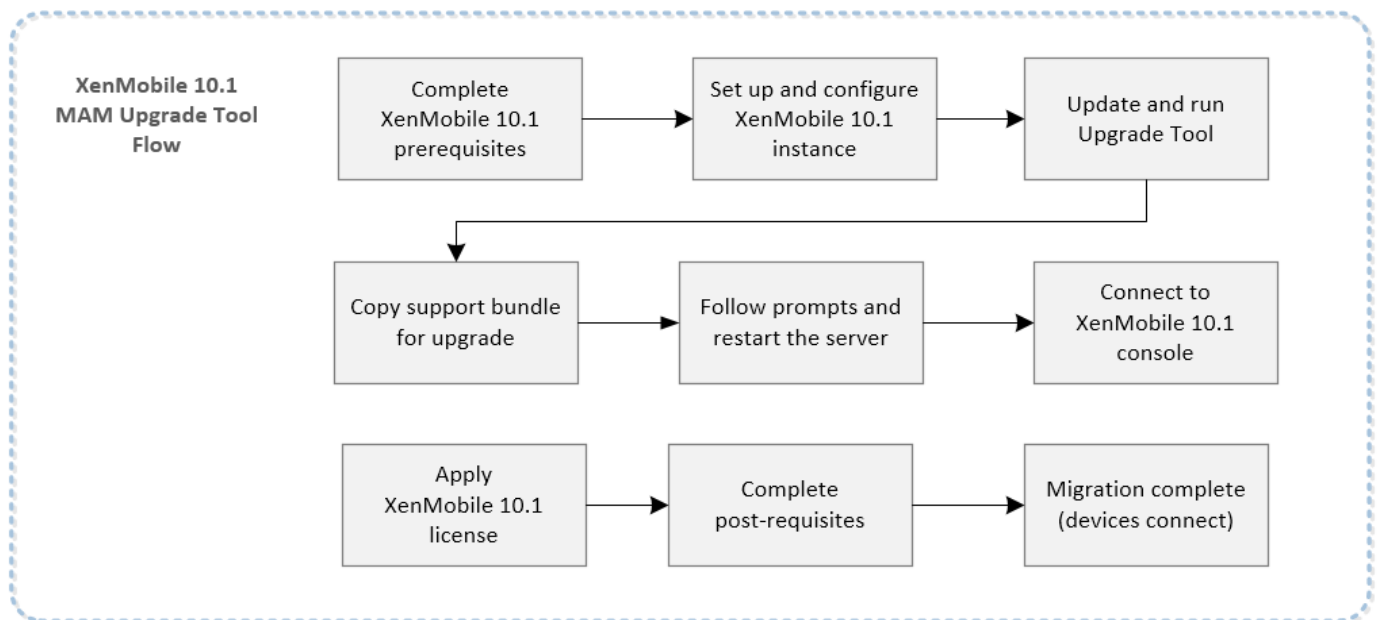 XenMobile 10.1
MAM Upgrade Tool
Flow
Complete
XenMobile 10.1
prerequisites
Set up and configure
XenMobile 10.1
instance
Update and run
Upgrade Tool
Copy support bundle
for upgrade
Follow prompts and
restart the server
Connect to
XenMobile 10.1
console
Apply
XenMobile 10.1
license
Complete
post-requisites
Migration complete
(devices connect)